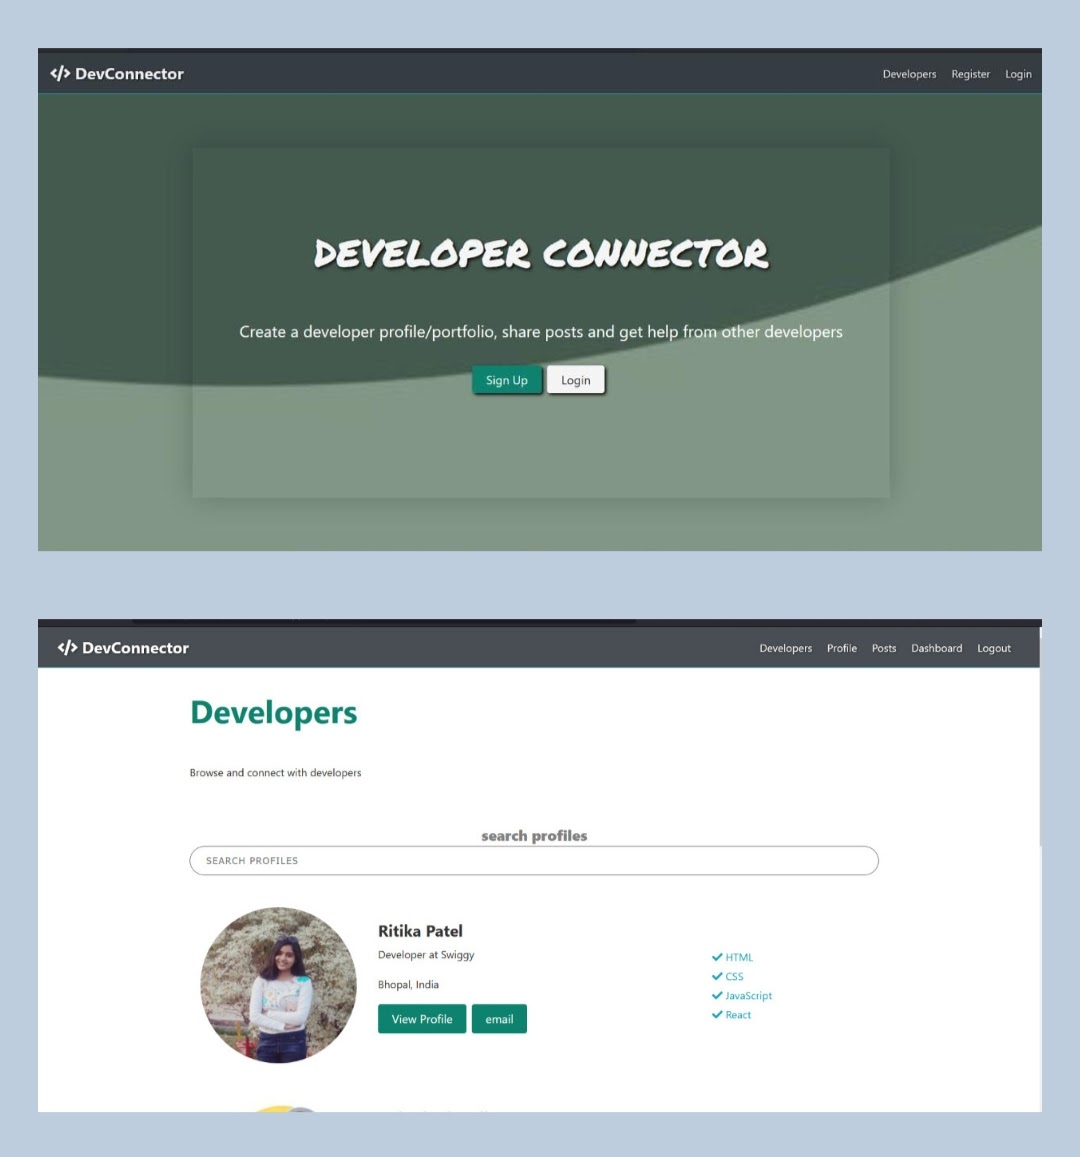 </> DevConnector
Developers Register Login
DEVELOPER CONNECTOR
Create a developer profile/portfolio, share posts and get help from other developers
Sign Up Login
</> DevConnector
Developers Profile Posts Dashboard Logout
Developers
Browse and connect with developers
search profiles
SEARCH PROFILES
Ritika Patel
Developer at Swiggy
Bhopal, India
View Profile email
HTML
CSS
JavaScript
React